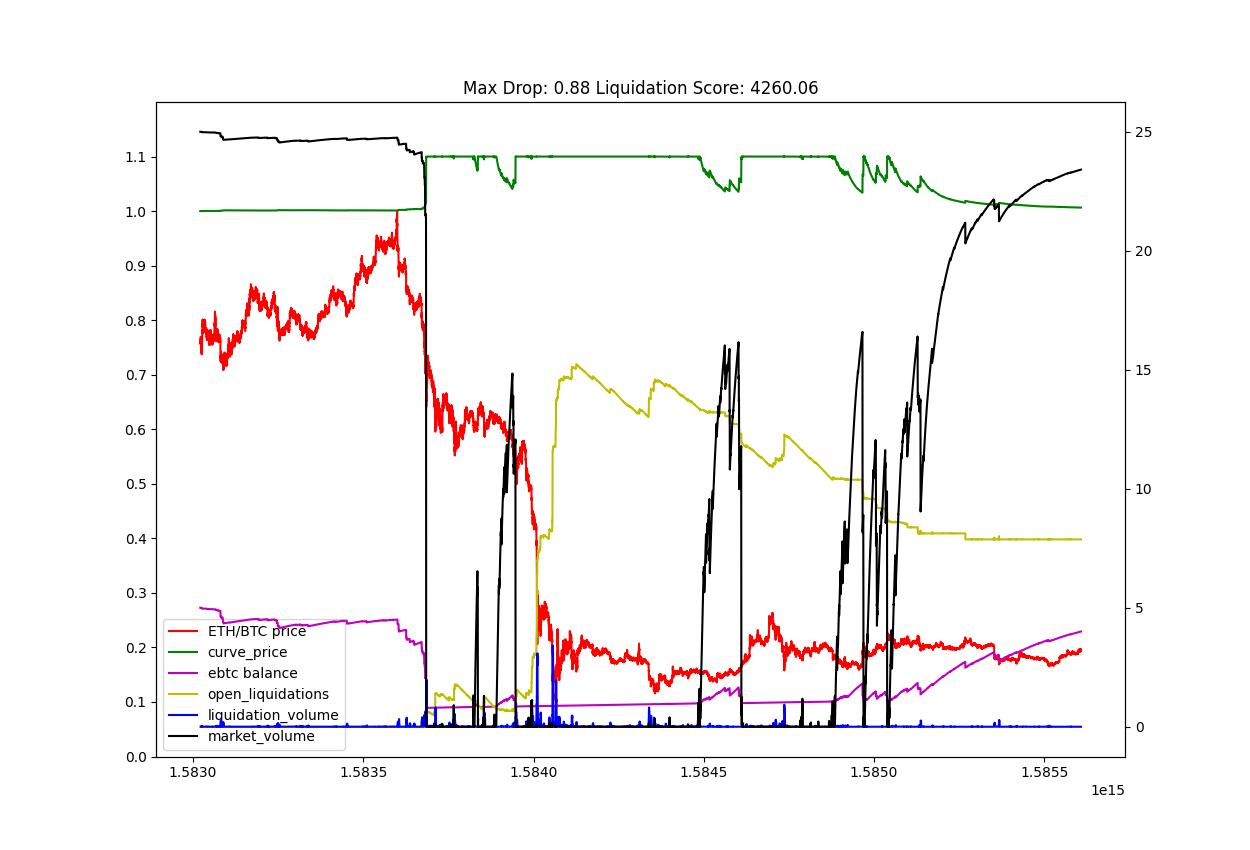 Max Drop: 0.88 Liquidation Score: 4260.06
1.1
1.0
0.9
0.8
0.7
0.6
0.5
0.4
0.3
0.2
0.1
0.0
25
20
15
10
5
0
ETH/BTC price
curve_price
ebtc balance
open_liquidations
liquidation_volume
market_volume
1.5830 1.5835 1.5840 1.5845 1.5850 1.5855
1e15